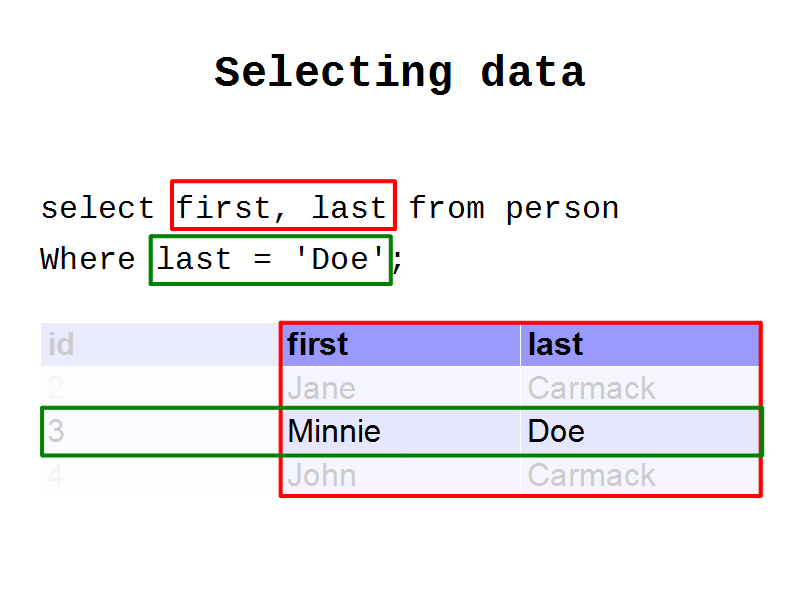 Selecting data
select first, last from person
Where last = 'Doe';
id first last
2 Jane Carmack
3 Minnie Doe
4 John Carmack